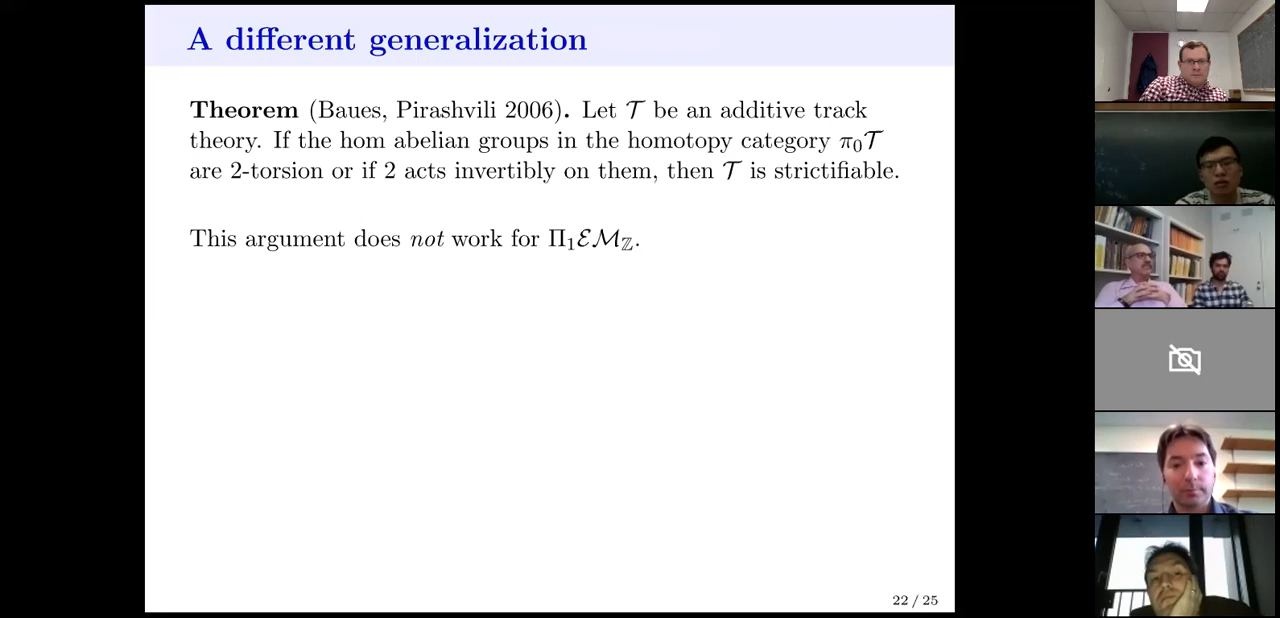 A different generalization
Theorem (Baues, Pirashvili 2006). Let 𝒯 be an additive track
theory. If the hom abelian groups in the homotopy category π₀𝒯
are 2-torsion or if 2 acts invertibly on them, then 𝒯 is strictifiable.
This argument does not work for Π₁ℰℳ_ℤ.
22 / 25